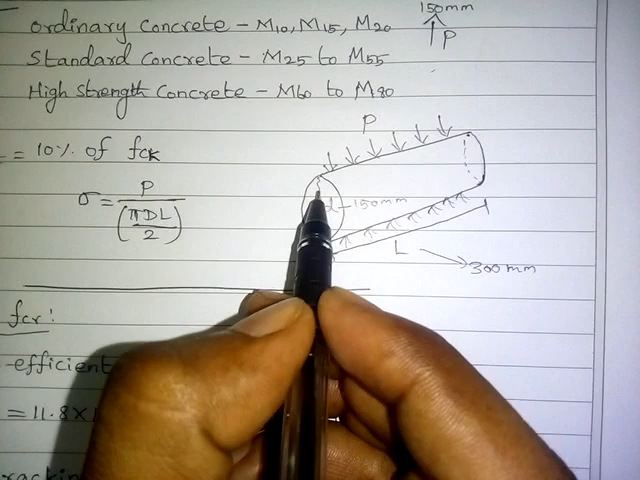 150mm
ordinary Concrete - M10, M15, M20
P
Standard Concrete - M25 to M55
High Strength Concrete - M60 to M80
P
= 10% of fck
σ = P / (πDL / 2)
d - 150mm
L
300mm
fcr:
efficient
= 11.8 ×